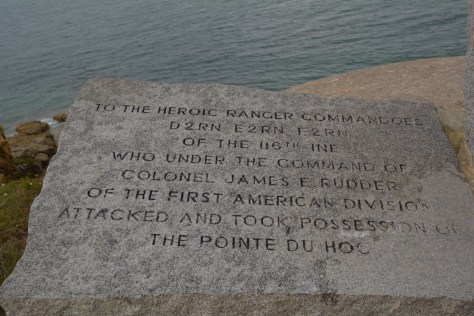 TO THE HEROIC RANGER COMMANDOES
D2RN E2RN F2RN
OF THE 116TH INF
WHO UNDER THE COMMAND OF
COLONEL JAMES E. RUDDER
OF THE FIRST AMERICAN DIVISION
ATTACKED AND TOOK POSSESSION OF
THE POINTE DU HOC